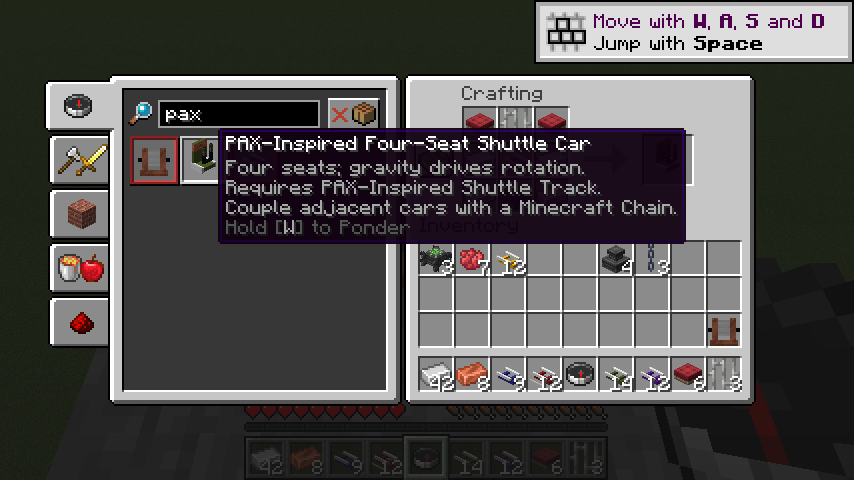 Move with W, A, S and D
Jump with Space
Crafting
pax
PAX-Inspired Four-Seat Shuttle Car
Four seats; gravity drives rotation.
Requires PAX-Inspired Shuttle Track.
Couple adjacent cars with a Minecraft Chain.
Hold [W] to Ponder
Inventory
3 7 12 4 3
42 8 9 12 14 12 6 3
42 8 9 12 14 12 6 3